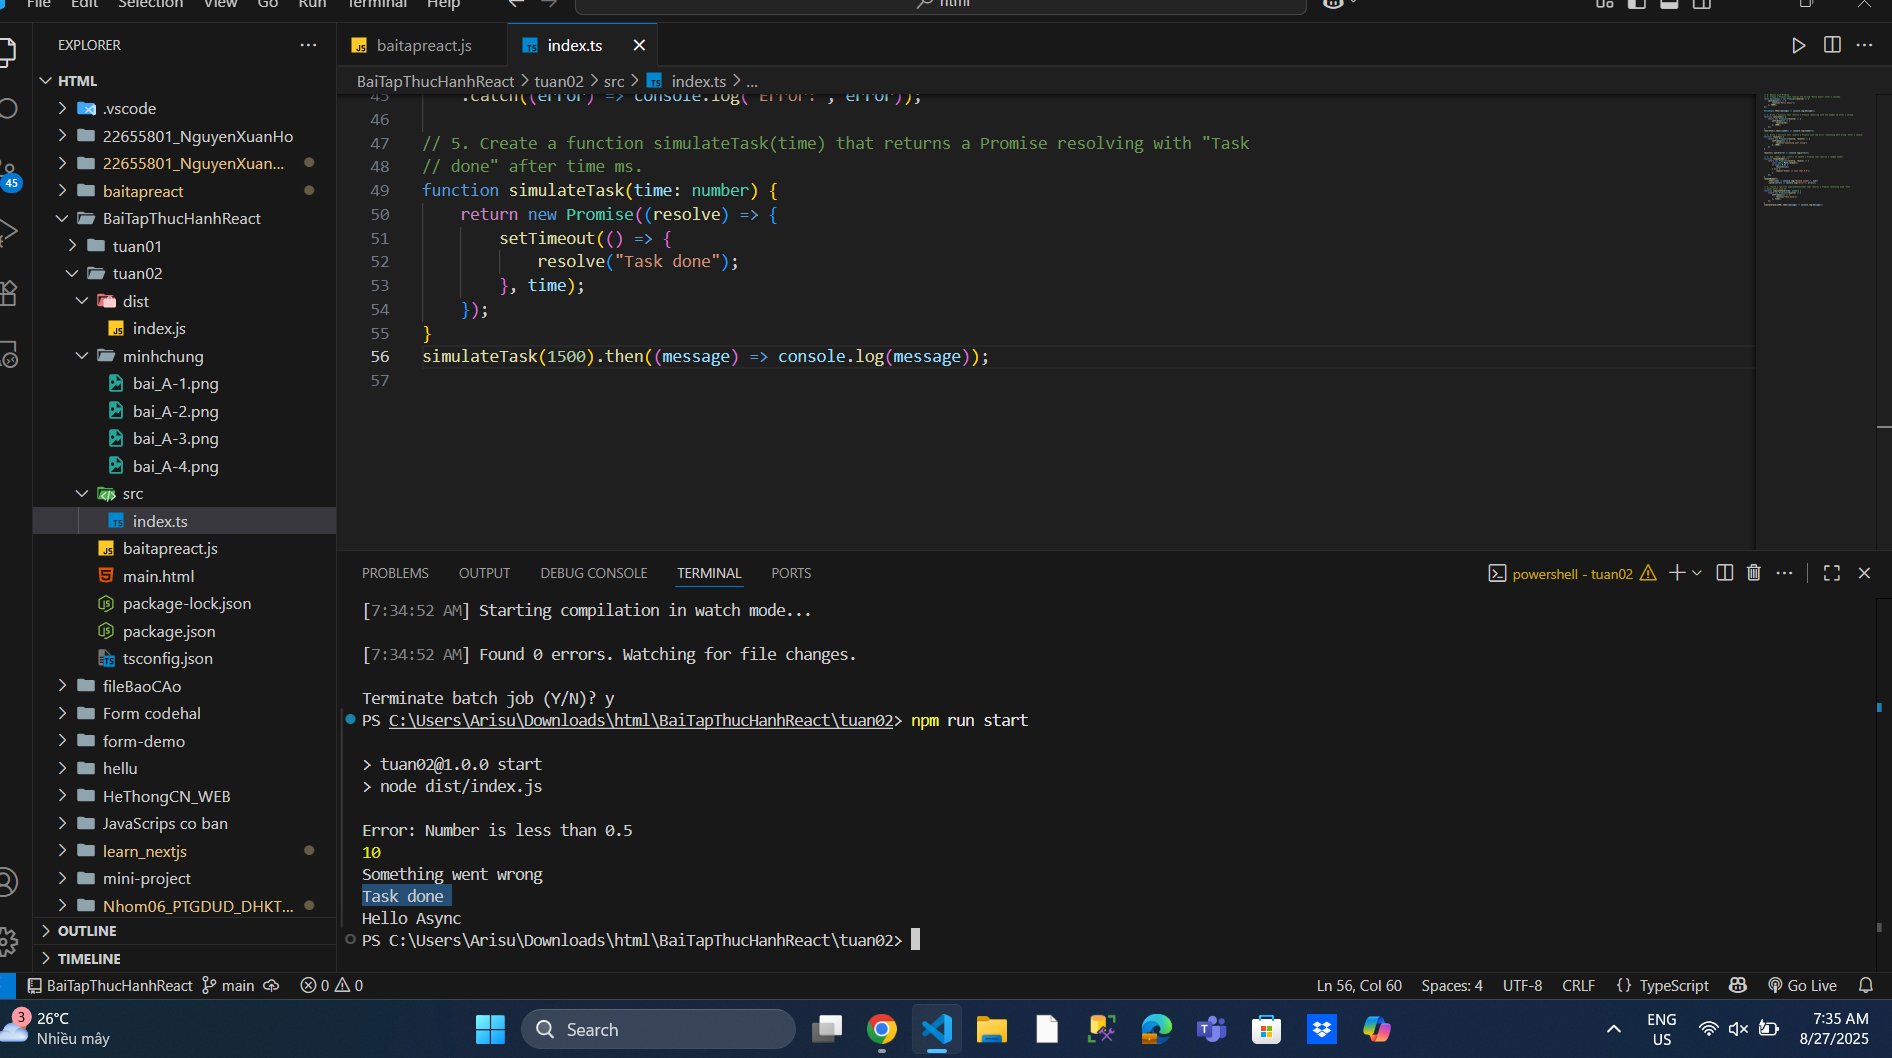 File Edit Selection View Go Run Terminal Help
html
EXPLORER
HTML
.vscode
22655801_NguyenXuanHo
22655801_NguyenXuan...
45
baitapreact
BaiTapThucHanhReact
tuan01
tuan02
dist
index.js
minhchung
bai_A-1.png
bai_A-2.png
bai_A-3.png
bai_A-4.png
src
index.ts
baitapreact.js
main.html
package-lock.json
package.json
tsconfig.json
fileBaoCAo
Form codehal
form-demo
hellu
HeThongCN_WEB
JavaScrips co ban
learn_nextjs
mini-project
Nhom06_PTGDUD_DHKT...
OUTLINE
TIMELINE
baitapreact.js
index.ts
BaiTapThucHanhReact > tuan02 > src > index.ts > ...
45 .catch((error) => console.log("Error:", error));
46
47 // 5. Create a function simulateTask(time) that returns a Promise resolving with "Task
48 // done" after time ms.
49 function simulateTask(time: number) {
50 return new Promise((resolve) => {
51 setTimeout(() => {
52 resolve("Task done");
53 }, time);
54 });
55 }
56 simulateTask(1500).then((message) => console.log(message));
57
PROBLEMS OUTPUT DEBUG CONSOLE TERMINAL PORTS
powershell - tuan02
[7:34:52 AM] Starting compilation in watch mode...
[7:34:52 AM] Found 0 errors. Watching for file changes.
Terminate batch job (Y/N)? y
PS C:\Users\Arisu\Downloads\html\BaiTapThucHanhReact\tuan02> npm run start
> tuan02@1.0.0 start
> node dist/index.js
Error: Number is less than 0.5
10
Something went wrong
Task done
Hello Async
PS C:\Users\Arisu\Downloads\html\BaiTapThucHanhReact\tuan02>
BaiTapThucHanhReact main 0 0
Ln 56, Col 60 Spaces: 4 UTF-8 CRLF {} TypeScript Go Live
3
26°C
Nhiều mây
Search
ENG
US
7:35 AM
8/27/2025